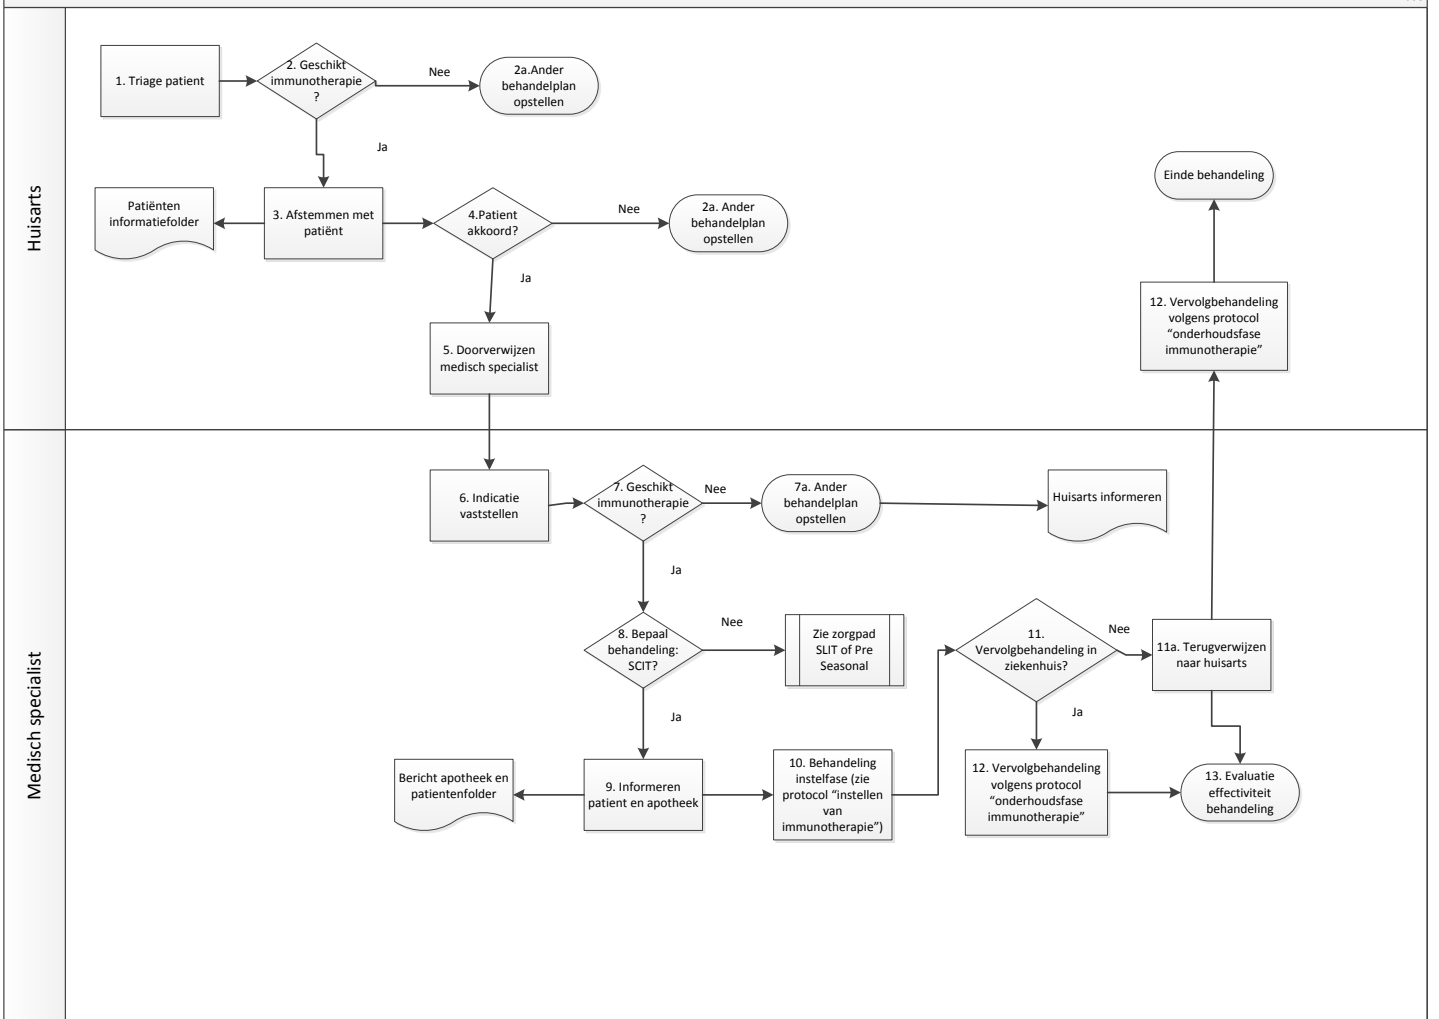 Huisarts
1. Triage patient
2. Geschikt
immunotherapie
?
Nee
2a.Ander
behandelplan
opstellen
Ja
Patiënten
informatiefolder
3. Afstemmen met
patiënt
4.Patient
akkoord?
Nee
2a. Ander
behandelplan
opstellen
Ja
5. Doorverwijzen
medisch specialist
Einde behandeling
12. Vervolgbehandeling
volgens protocol
“onderhoudsfase
immunotherapie”
Medisch specialist
6. Indicatie
vaststellen
7. Geschikt
immunotherapie
?
Nee
7a. Ander
behandelplan
opstellen
Huisarts informeren
Ja
8. Bepaal
behandeling:
SCIT?
Nee
Zie zorgpad
SLIT of Pre
Seasonal
Ja
Bericht apotheek en
patientenfolder
9. Informeren
patient en apotheek
10. Behandeling
instelfase (zie
protocol “instellen
van
immunotherapie”)
11.
Vervolgbehandeling in
ziekenhuis?
Nee
11a. Terugverwijzen
naar huisarts
Ja
12. Vervolgbehandeling
volgens protocol
“onderhoudsfase
immunotherapie”
13. Evaluatie
effectiviteit
behandeling